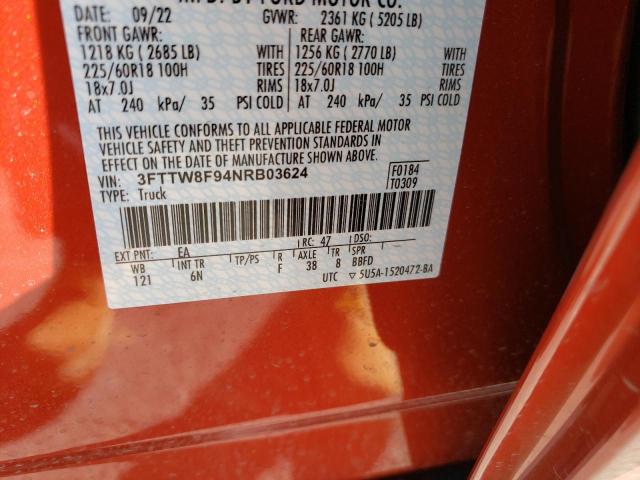 MFD. BY FORD MOTOR CO.
DATE: 09/22 GVWR: 2361 KG (5205 LB)
FRONT GAWR: REAR GAWR:
1218 KG (2685 LB) WITH 1256 KG (2770 LB) WITH
225/60R18 100H TIRES 225/60R18 100H TIRES
18x7.0J RIMS 18x7.0J RIMS
AT 240 kPa/ 35 PSI COLD AT 240 kPa/ 35 PSI COLD
THIS VEHICLE CONFORMS TO ALL APPLICABLE FEDERAL MOTOR
VEHICLE SAFETY AND THEFT PREVENTION STANDARDS IN
EFFECT ON THE DATE OF MANUFACTURE SHOWN ABOVE.
VIN: 3FTTW8F94NRB03624 F0184
TYPE: Truck T0309
EXT PNT: EA RC: 47 DSO:
WB INT TR TP/PS R AXLE TR SPR
121 6N F 38 8 BBFD
UTC ▽ 5U5A-1520472-BA